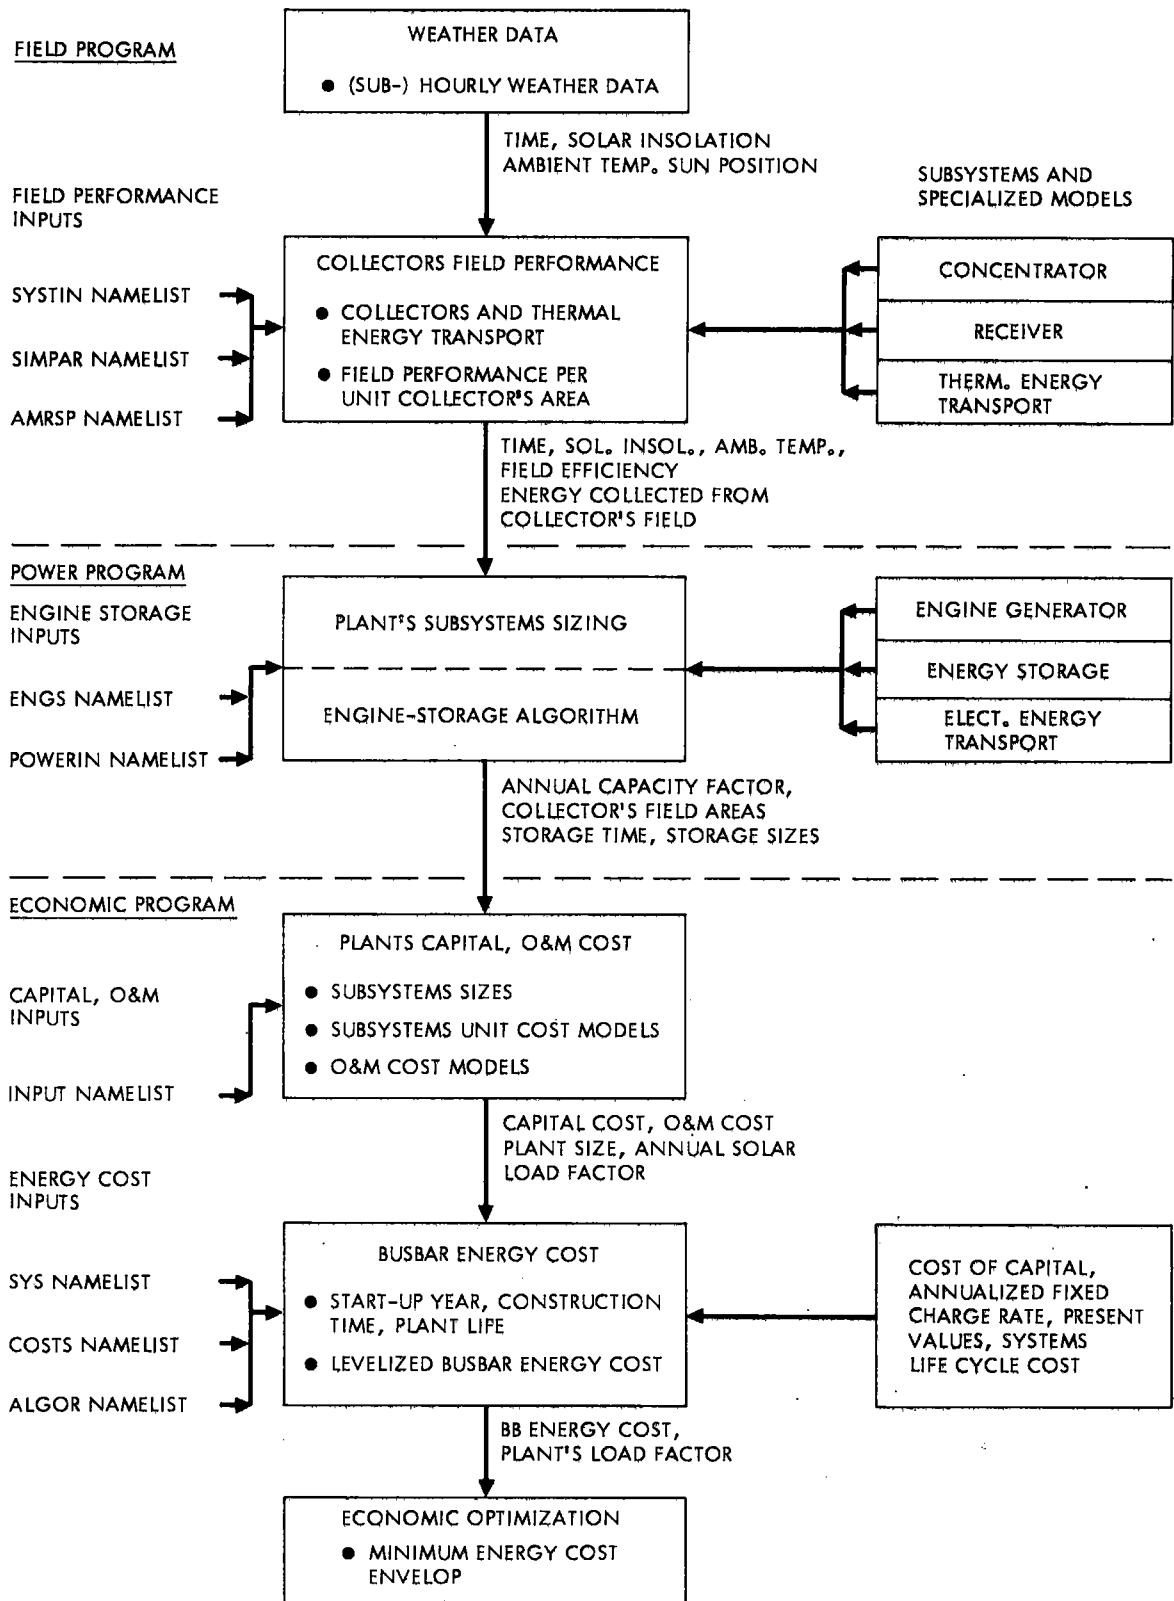 FIELD PROGRAM
WEATHER DATA
● (SUB-) HOURLY WEATHER DATA
TIME, SOLAR INSOLATION
AMBIENT TEMP. SUN POSITION
FIELD PERFORMANCE
INPUTS
SUBSYSTEMS AND
SPECIALIZED MODELS
SYSTIN NAMELIST
SIMPAR NAMELIST
AMRSP NAMELIST
COLLECTORS FIELD PERFORMANCE
● COLLECTORS AND THERMAL
ENERGY TRANSPORT
● FIELD PERFORMANCE PER
UNIT COLLECTOR'S AREA
CONCENTRATOR
RECEIVER
THERM. ENERGY
TRANSPORT
TIME, SOL. INSOL., AMB. TEMP.,
FIELD EFFICIENCY
ENERGY COLLECTED FROM
COLLECTOR'S FIELD
POWER PROGRAM
ENGINE STORAGE
INPUTS
ENGS NAMELIST
POWERIN NAMELIST
PLANT'S SUBSYSTEMS SIZING
ENGINE-STORAGE ALGORITHM
ENGINE GENERATOR
ENERGY STORAGE
ELECT. ENERGY
TRANSPORT
ANNUAL CAPACITY FACTOR,
COLLECTOR'S FIELD AREAS
STORAGE TIME, STORAGE SIZES
ECONOMIC PROGRAM
CAPITAL, O&M
INPUTS
INPUT NAMELIST
PLANTS CAPITAL, O&M COST
● SUBSYSTEMS SIZES
● SUBSYSTEMS UNIT COST MODELS
● O&M COST MODELS
CAPITAL COST, O&M COST
PLANT SIZE, ANNUAL SOLAR
LOAD FACTOR
ENERGY COST
INPUTS
SYS NAMELIST
COSTS NAMELIST
ALGOR NAMELIST
BUSBAR ENERGY COST
● START-UP YEAR, CONSTRUCTION
TIME, PLANT LIFE
● LEVELIZED BUSBAR ENERGY COST
COST OF CAPITAL,
ANNUALIZED FIXED
CHARGE RATE, PRESENT
VALUES, SYSTEMS
LIFE CYCLE COST
BB ENERGY COST,
PLANT'S LOAD FACTOR
ECONOMIC OPTIMIZATION
● MINIMUM ENERGY COST
ENVELOP